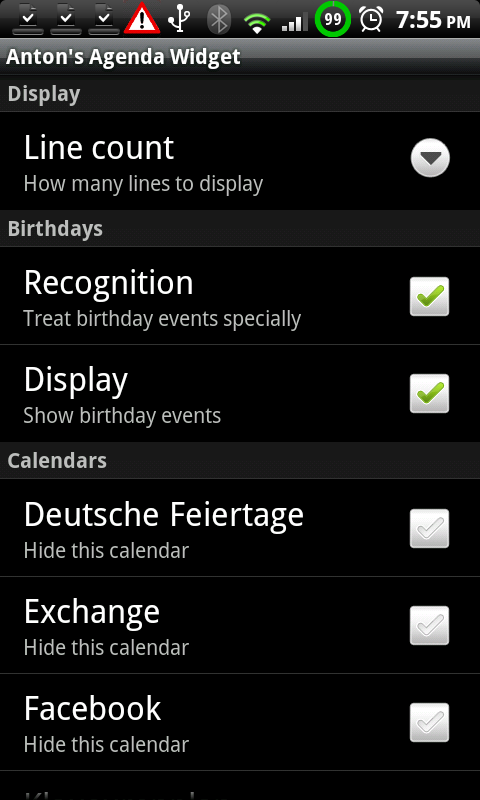 99 7:55 PM
Anton's Agenda Widget
Display
Line count
How many lines to display
Birthdays
Recognition
Treat birthday events specially
Display
Show birthday events
Calendars
Deutsche Feiertage
Hide this calendar
Exchange
Hide this calendar
Facebook
Hide this calendar